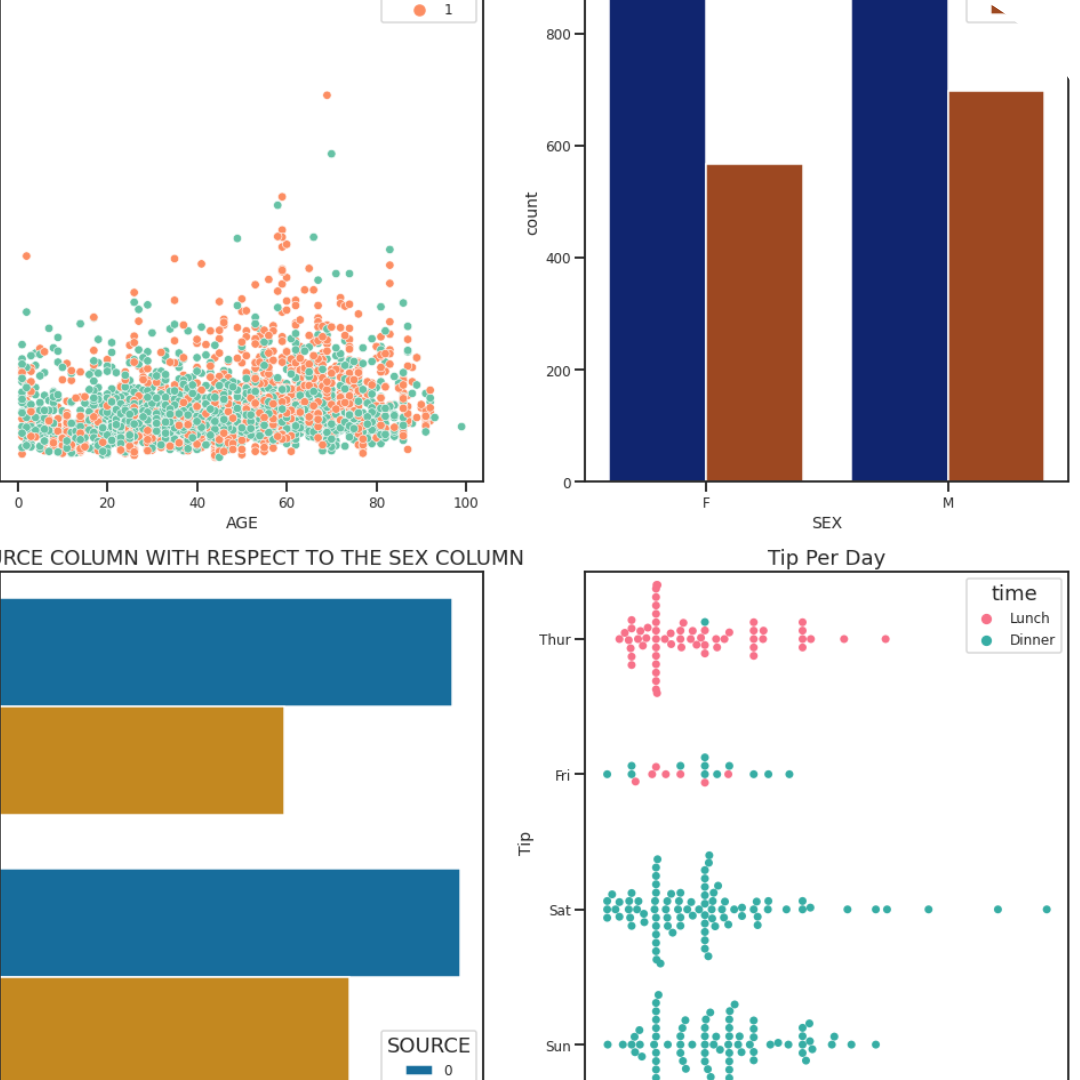 1
0
20
40
60
80
100
AGE
800
600
400
200
0
count
F
M
SEX
URCE COLUMN WITH RESPECT TO THE SEX COLUMN
SOURCE
0
Tip Per Day
time
Lunch
Dinner
Thur
Fri
Sat
Sun
Tip